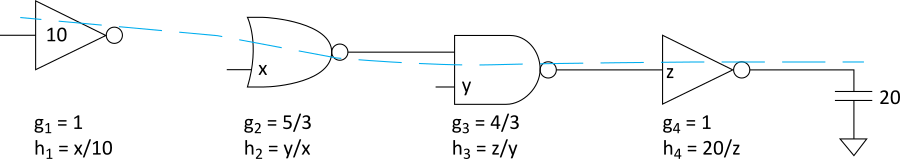 10
x
y
z
20
g₁ = 1
h₁ = x/10
g₂ = 5/3
h₂ = y/x
g₃ = 4/3
h₃ = z/y
g₄ = 1
h₄ = 20/z